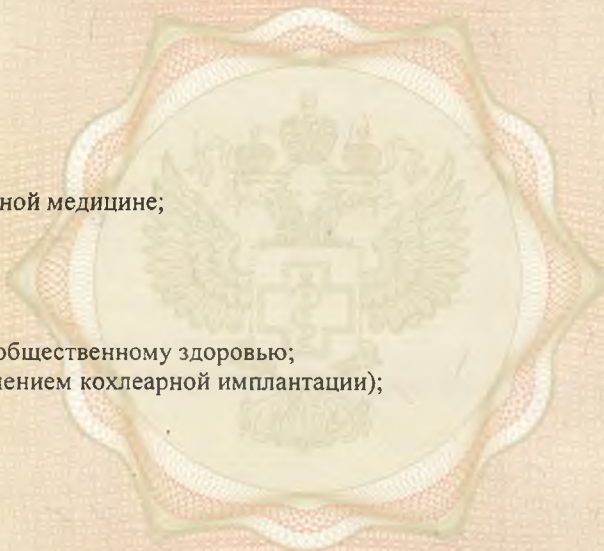 ной медицине;
общественному здоровью;
нением кохлеарной имплантации);